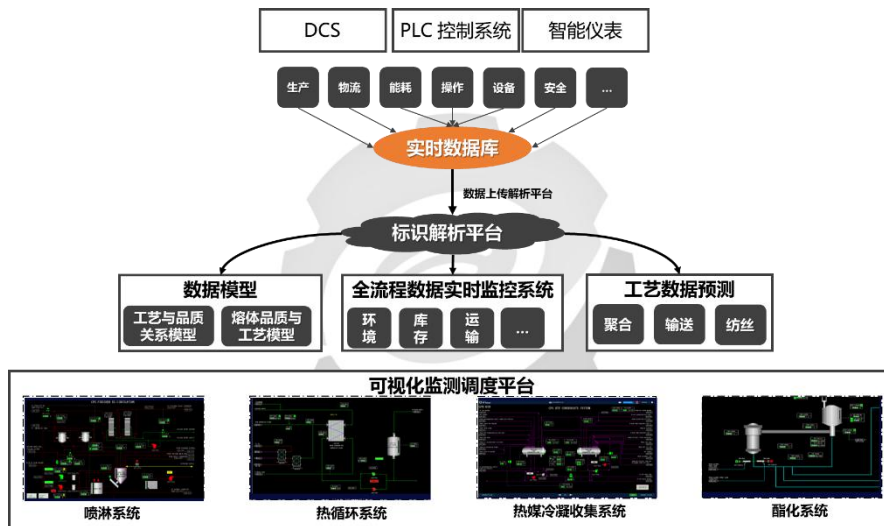 DCS
PLC 控制系统
智能仪表
生产
物流
能耗
操作
设备
安全
...
实时数据库
数据上传解析平台
标识解析平台
数据模型
工艺与品质
关系模型
熔体品质与
工艺模型
全流程数据实时监控系统
环
境
库
存
运
输
...
工艺数据预测
聚合
输送
纺丝
可视化监测调度平台
喷淋系统
热循环系统
热媒冷凝收集系统
酯化系统